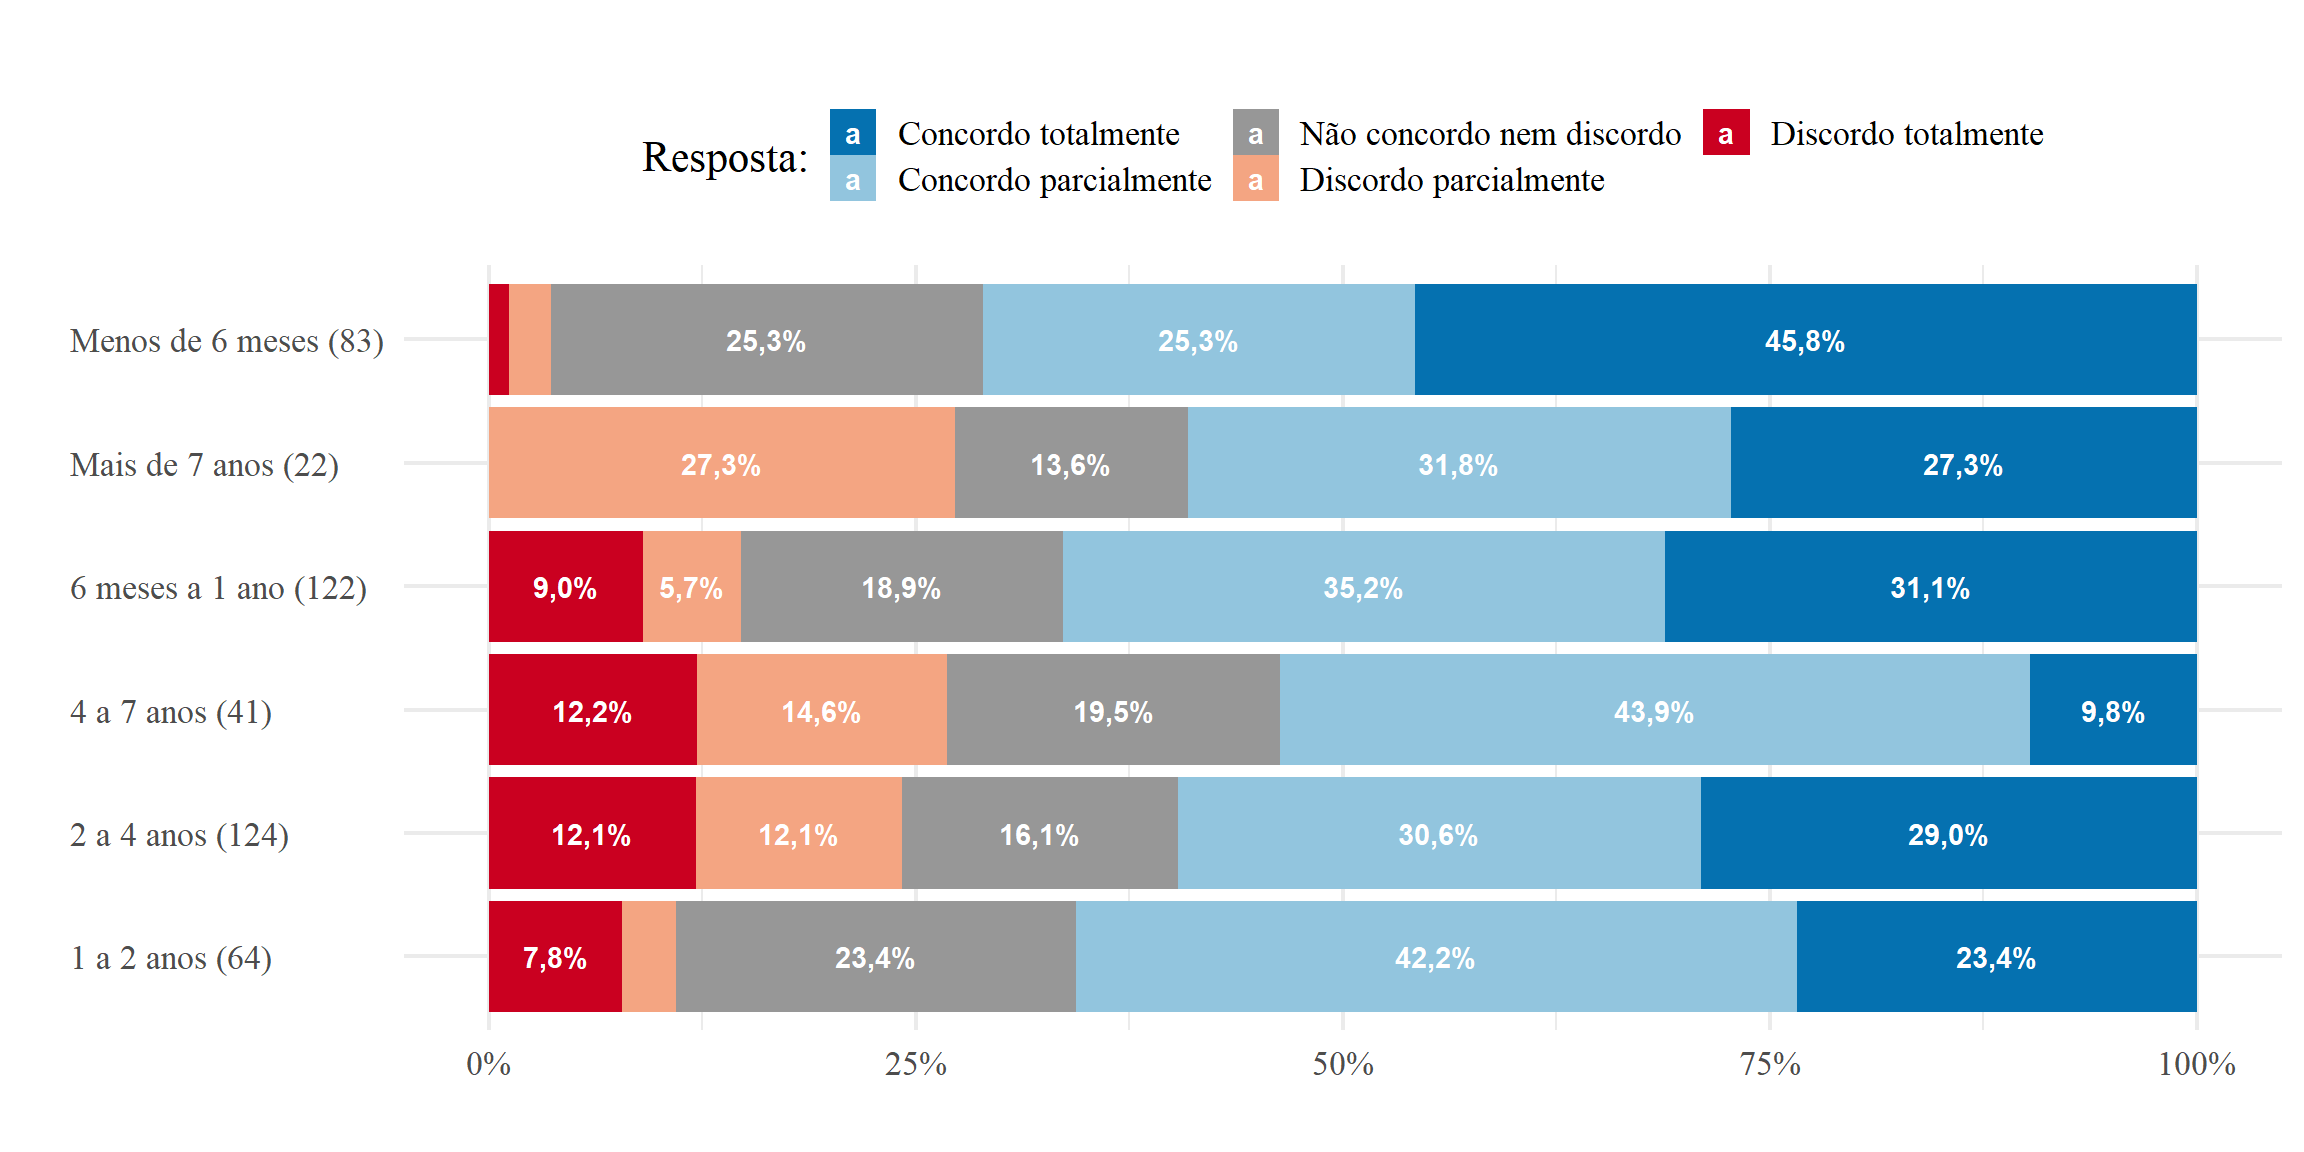 Resposta:
a Concordo totalmente
a Concordo parcialmente
a Não concordo nem discordo
a Discordo parcialmente
a Discordo totalmente
Menos de 6 meses (83) 25,3% 25,3% 45,8%
Mais de 7 anos (22) 27,3% 13,6% 31,8% 27,3%
6 meses a 1 ano (122) 9,0% 5,7% 18,9% 35,2% 31,1%
4 a 7 anos (41) 12,2% 14,6% 19,5% 43,9% 9,8%
2 a 4 anos (124) 12,1% 12,1% 16,1% 30,6% 29,0%
1 a 2 anos (64) 7,8% 23,4% 42,2% 23,4%
0% 25% 50% 75% 100%